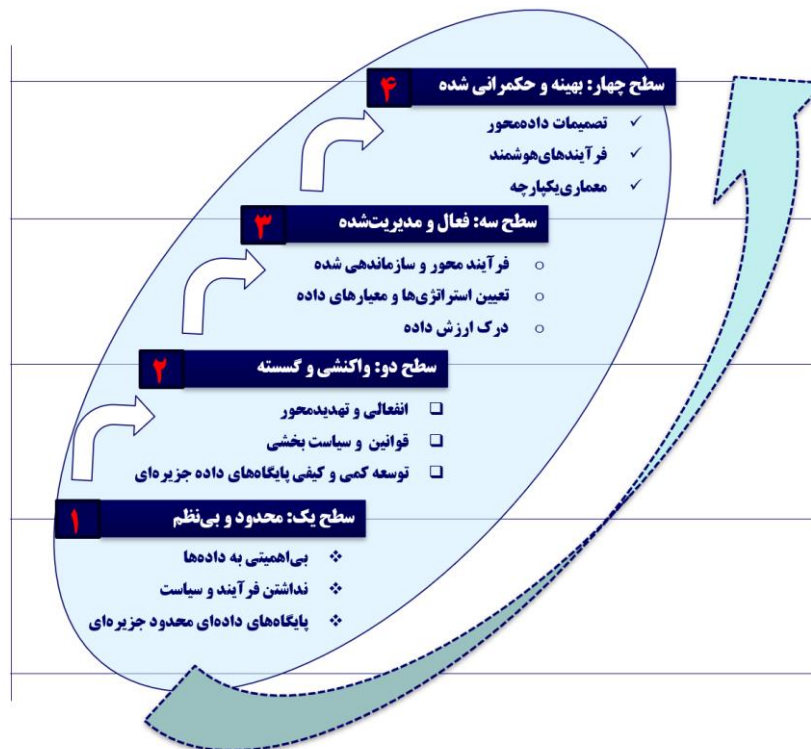 سطح چهار: بهینه و حکمرانی شده ۴
✓ تصمیمات داده‌محور
✓ فرآیندهای‌هوشمند
✓ معماری‌یکپارچه
سطح سه: فعال و مدیریت‌شده ۳
o فرآیند محور و سازماندهی شده
o تعیین استراتژی‌ها و معیارهای داده
o درک ارزش داده
سطح دو: واکنشی و گسسته ۲
❑ انفعالی و تهدیدمحور
❑ قوانین و سیاست بخشی
❑ توسعه کمی و کیفی پایگاه‌های داده جزیره‌ای
سطح یک: محدود و بی‌نظم ۱
❖ بی‌اهمیتی به داده‌ها
❖ نداشتن فرآیند و سیاست
❖ پایگاه‌های داده‌ای محدود جزیره‌ای